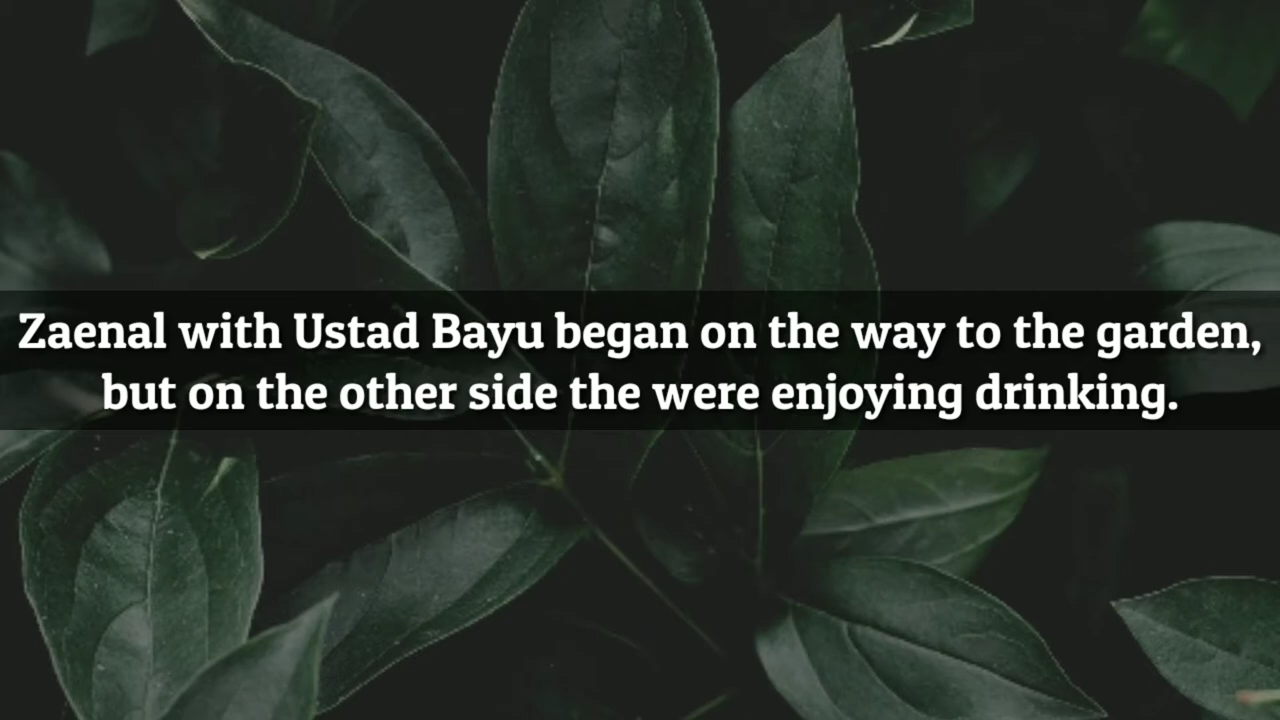 Zaenal with Ustad Bayu began on the way to the garden,
but on the other side the were enjoying drinking.